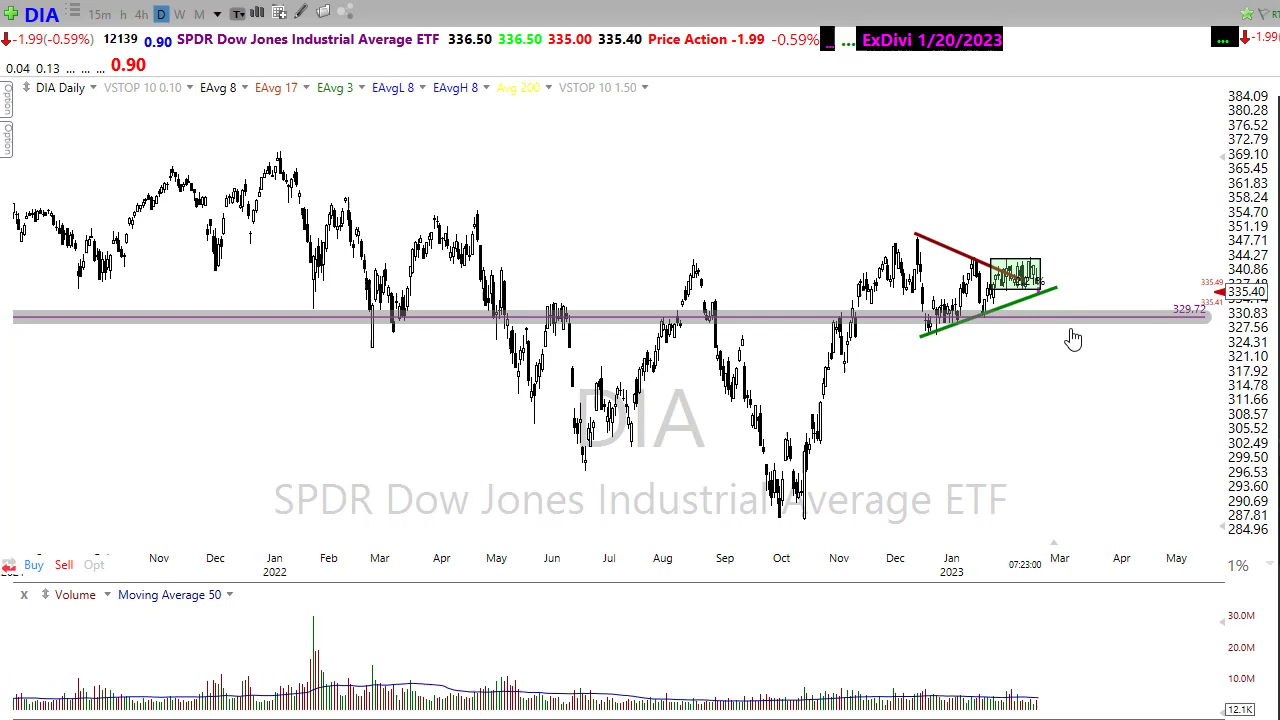 DIA 15m h 4h D W M T
-1.99(-0.59%) 12139 0.90 SPDR Dow Jones Industrial Average ETF 336.50 336.50 335.00 335.40 Price Action -1.99 -0.59% ... ... ExDivi 1/20/2023 ... -1.99(
0.04 0.13 ... ... ... 0.90
DIA Daily VSTOP 10 0.10 EAvg 8 EAvg 17 EAvg 3 EAvgL 8 EAvgH 8 Avg 200 VSTOP 10 1.50
Option
Option
384.09
380.28
376.52
372.79
369.10
365.45
361.83
358.24
354.70
351.19
347.71
344.27
340.86
335.49
335.40
335.41
330.83
329.72
327.56
324.31
321.10
317.92
314.78
311.66
308.57
305.52
302.49
299.50
296.53
293.60
290.69
287.81
284.96
DIA
SPDR Dow Jones Industrial Average ETF
Nov Dec Jan Feb Mar Apr May Jun Jul Aug Sep Oct Nov Dec Jan Mar Apr May
2022 2023 07:23:00
Buy Sell Opt 1%
x Volume Moving Average 50
30.0M
20.0M
10.0M
12.1K